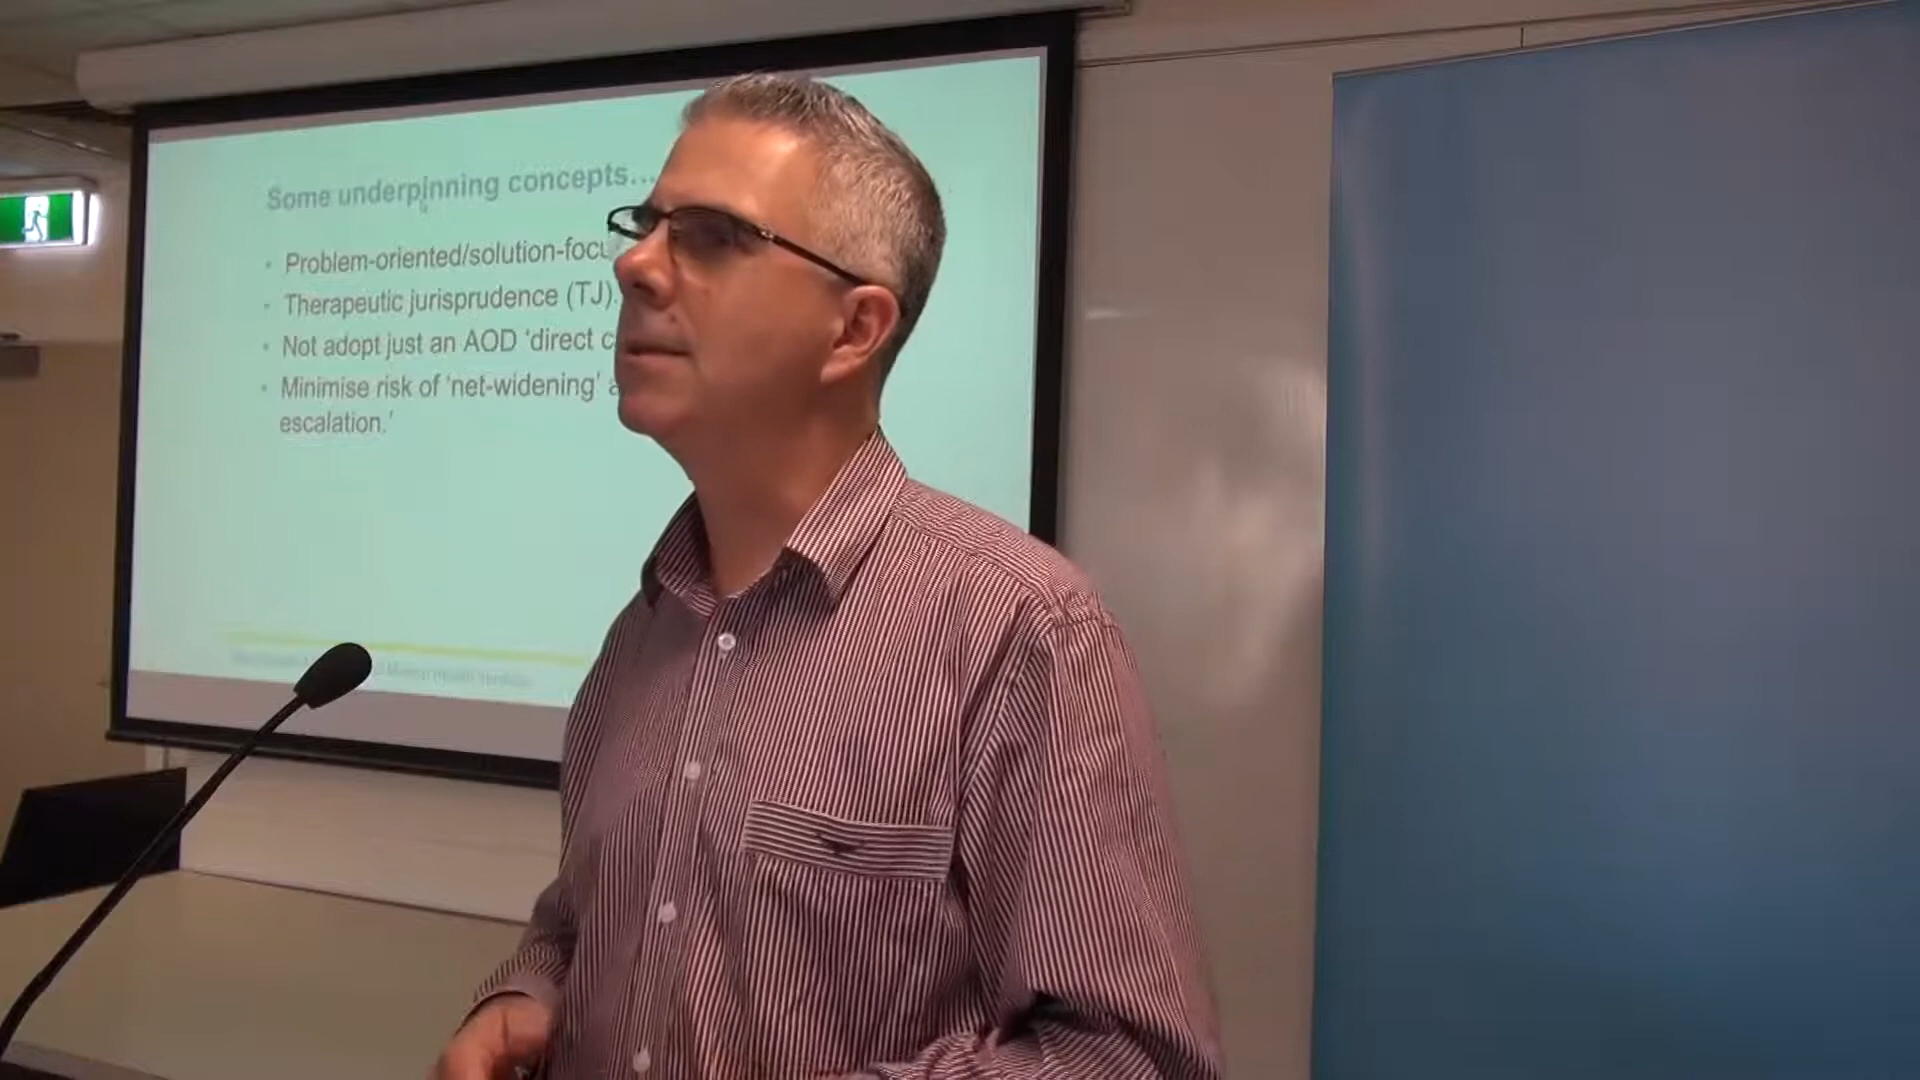 Some underpinning concepts…
• Problem-oriented/solution-focu
• Therapeutic jurisprudence (TJ).
• Not adopt just an AOD ‘direct c
• Minimise risk of ‘net-widening’ a
escalation.’